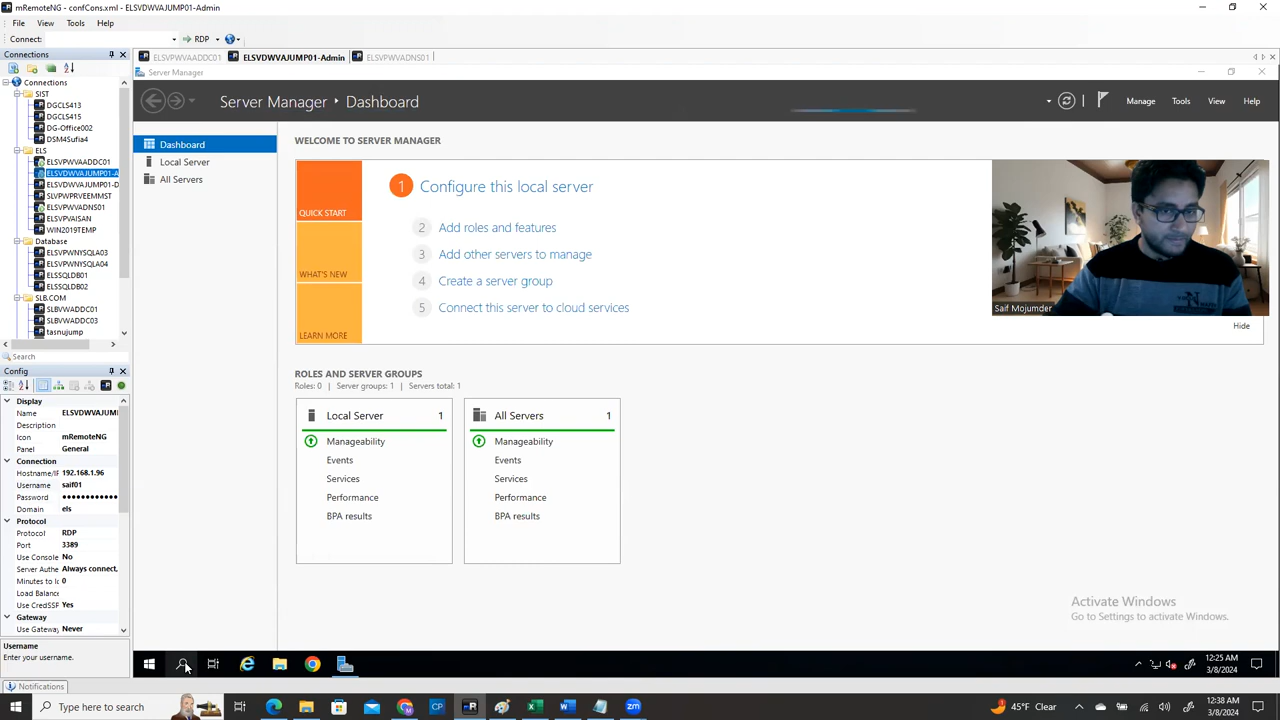 mRemoteNG - confCons.xml - ELSVDWVAJUMP01-Admin
File View Tools Help
Connect: RDP
Connections
ELSVPWVAADDC01 ELSVDWVAJUMP01-Admin ELSVPWVADNS01
Server Manager
Connections
SIST
DGCLS413
DGCLS415
DG-Office002
DSM4Sufia4
ELS
ELSVPWVAADDC01
ELSVDWVAJUMP01-A
ELSVDWVAJUMP01-D
SLVPWPRVEEMMST
ELSVPWVADNS01
ELSVPVAISAN
WIN2019TEMP
Database
ELSVPWNYSQLA03
ELSVPWNYSQLA04
ELSSQLDB01
ELSSQLDB02
SLB.COM
SLBVWADDC01
SLBVWADDC03
tasnujump
Search
Config
Display
Name ELSVDWVAJUMI
Description
Icon mRemoteNG
Panel General
Connection
Hostname/IP 192.168.1.96
Username saif01
Password ●●●●●●●●●●●●
Domain els
Protocol
Protocol RDP
Port 3389
Use Console No
Server Authe Always connect,
Minutes to Ic 0
Load Balance
Use CredSSP Yes
Gateway
Use Gateway Never
Username
Enter your username.
Notifications
Server Manager Dashboard
Manage Tools View Help
Dashboard
Local Server
All Servers
WELCOME TO SERVER MANAGER
QUICK START
WHAT'S NEW
LEARN MORE
1 Configure this local server
2 Add roles and features
3 Add other servers to manage
4 Create a server group
5 Connect this server to cloud services
Saif Mojumder
Hide
ROLES AND SERVER GROUPS
Roles: 0 | Server groups: 1 | Servers total: 1
Local Server 1
Manageability
Events
Services
Performance
BPA results
All Servers 1
Manageability
Events
Services
Performance
BPA results
Activate Windows
Go to Settings to activate Windows.
12:25 AM
3/8/2024
Type here to search
45°F Clear
12:38 AM
3/8/2024